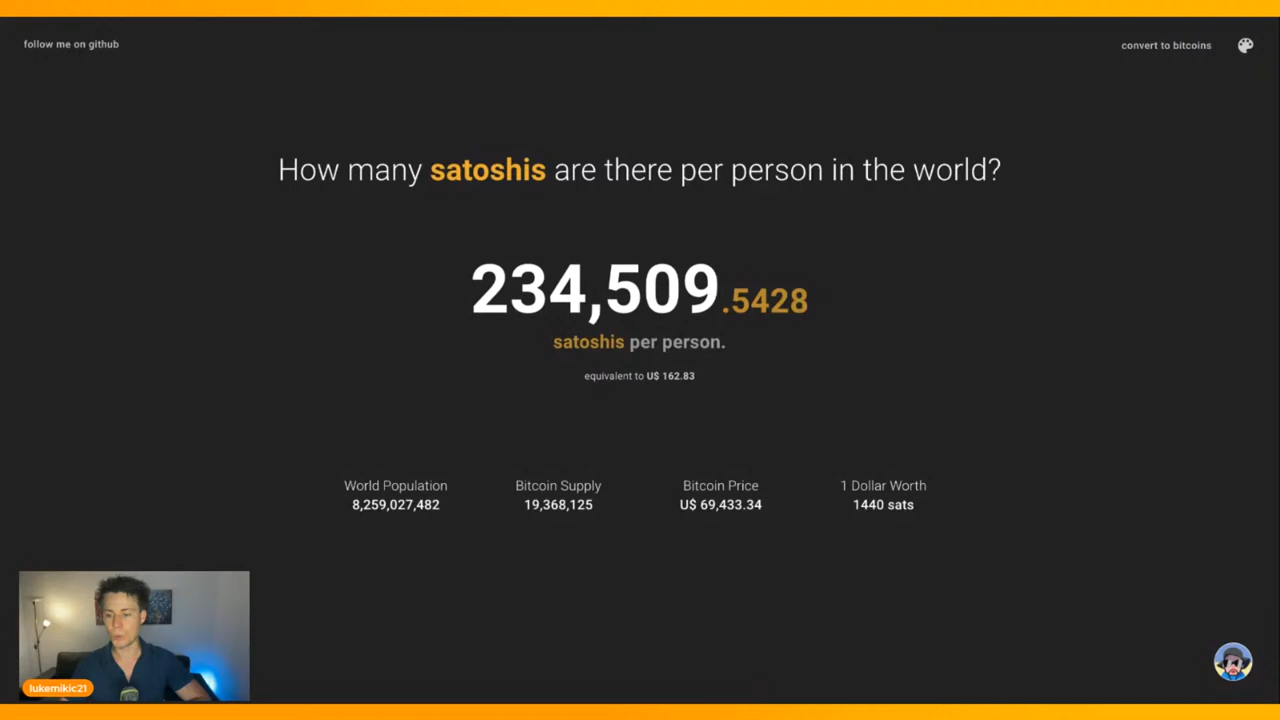 follow me on github
convert to bitcoins
How many satoshis are there per person in the world?
234,509.5428
satoshis per person.
equivalent to U$ 162.83
World Population
8,259,027,482
Bitcoin Supply
19,368,125
Bitcoin Price
U$ 69,433.34
1 Dollar Worth
1440 sats
lukemikic21